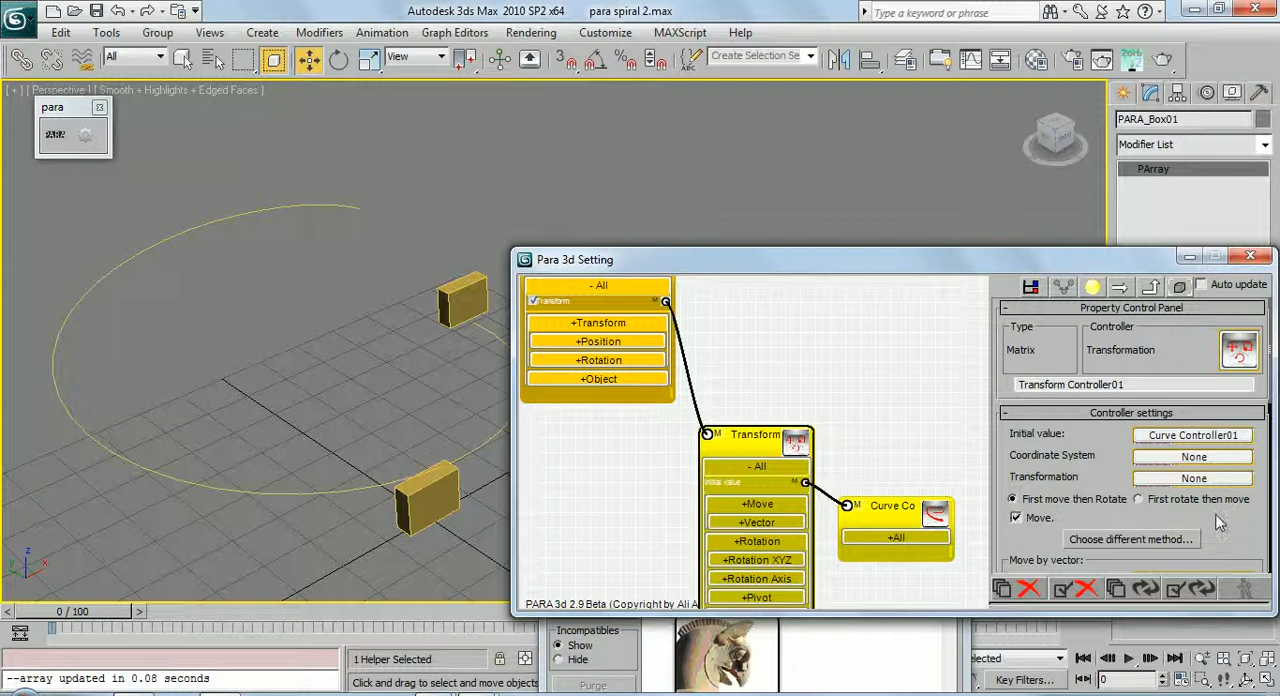 Autodesk 3ds Max 2010 SP2 x64 para spiral 2.max
Type a keyword or phrase
Edit Tools Group Views Create Modifiers Animation Graph Editors Rendering Customize MAXScript Help
All View 3 Create Selection Se
[ + ] [ Perspective ] [ Smooth + Highlights + Edged Faces ]
para
PARA
PARA_Box01
Modifier List
PArray
Para 3d Setting
- All
Transform M
+Transform
+Position
+Rotation
+Object
M Transform
- All
Initial value M
+Move
+Vector
+Rotation
+Rotation XYZ
+Rotation Axis
+Pivot
M Curve Co
+All
PARA 3d 2.9 Beta (Copyright by Ali A
Auto update
Property Control Panel
Type
Matrix
Controller
Transformation
Transform Controller01
Controller settings
Initial value: Curve Controller01
Coordinate System None
Transformation None
First move then Rotate First rotate then move
Move.
Choose different method...
Move by vector:
z
x
0 / 100
Incompatibles
Show
Hide
Purge
1 Helper Selected
Click and drag to select and move objects
--array updated in 0.08 seconds
elected
Key Filters...
0